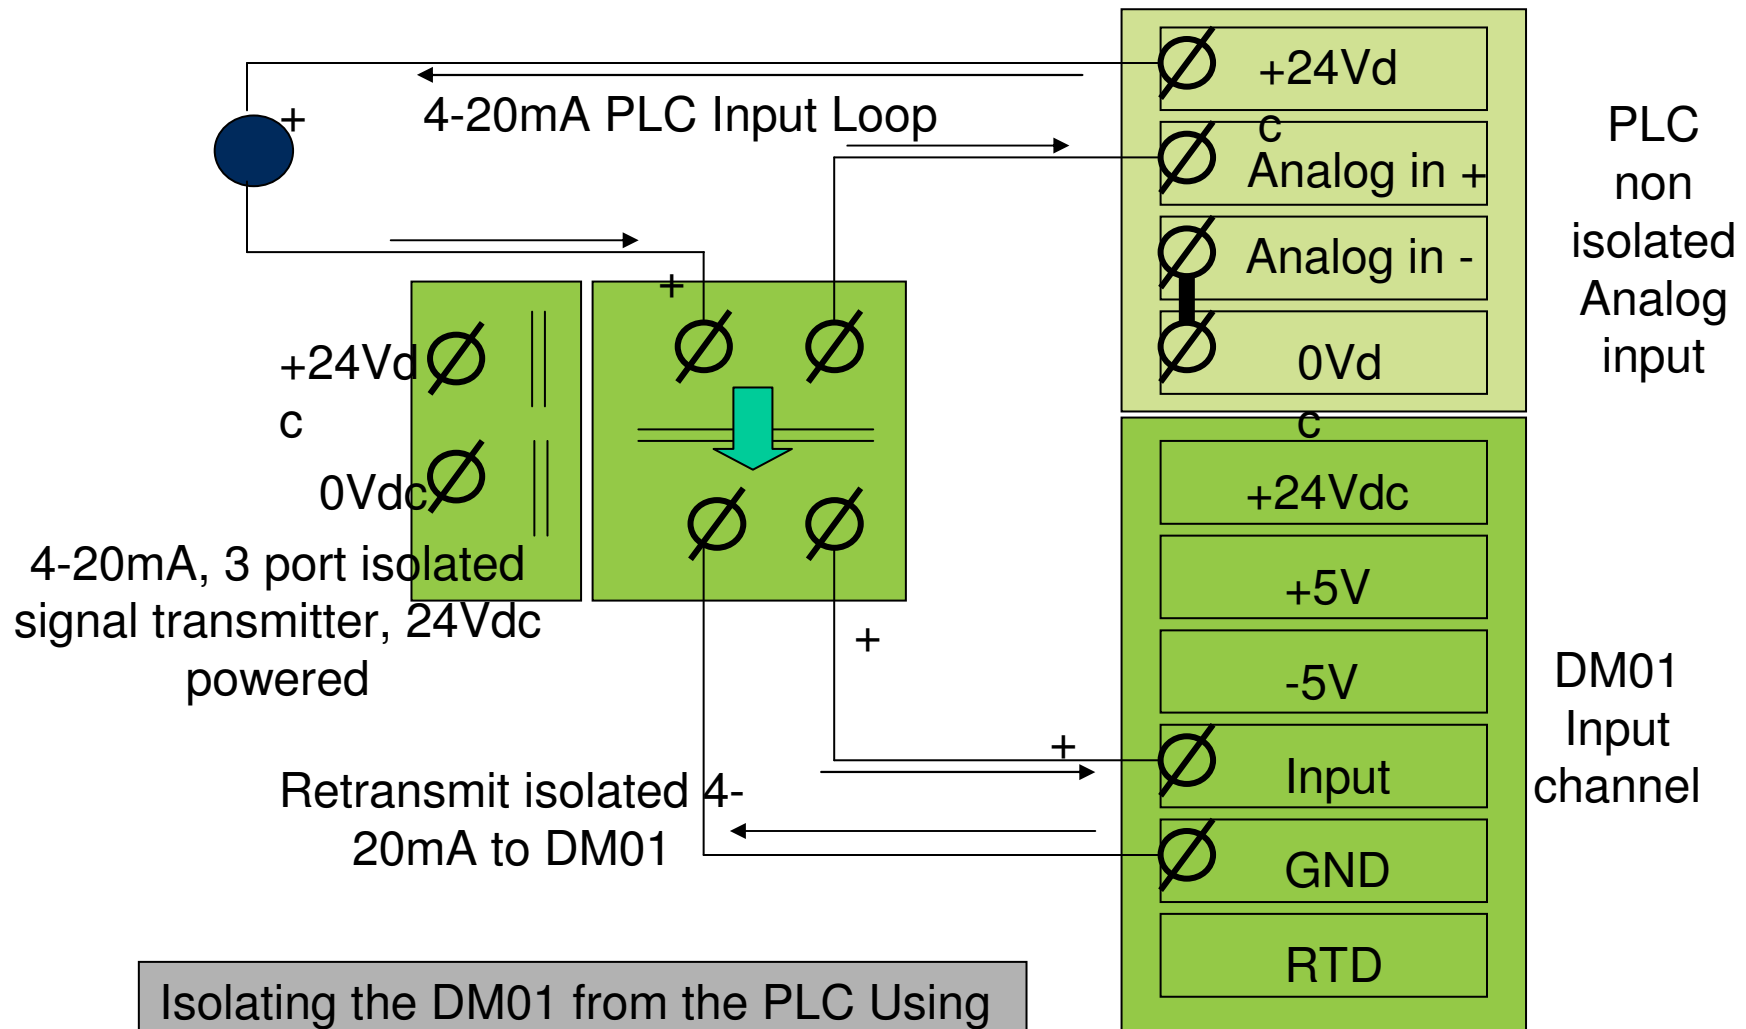 +24Vd
c
Analog in +
Analog in -
0Vd
c
PLC
non
isolated
Analog
input
+
4-20mA PLC Input Loop
+
+24Vd
c
0Vdc
4-20mA, 3 port isolated
signal transmitter, 24Vdc
powered
+
+
Retransmit isolated 4-
20mA to DM01
+24Vdc
+5V
-5V
Input
GND
RTD
DM01
Input
channel
Isolating the DM01 from the PLC Using